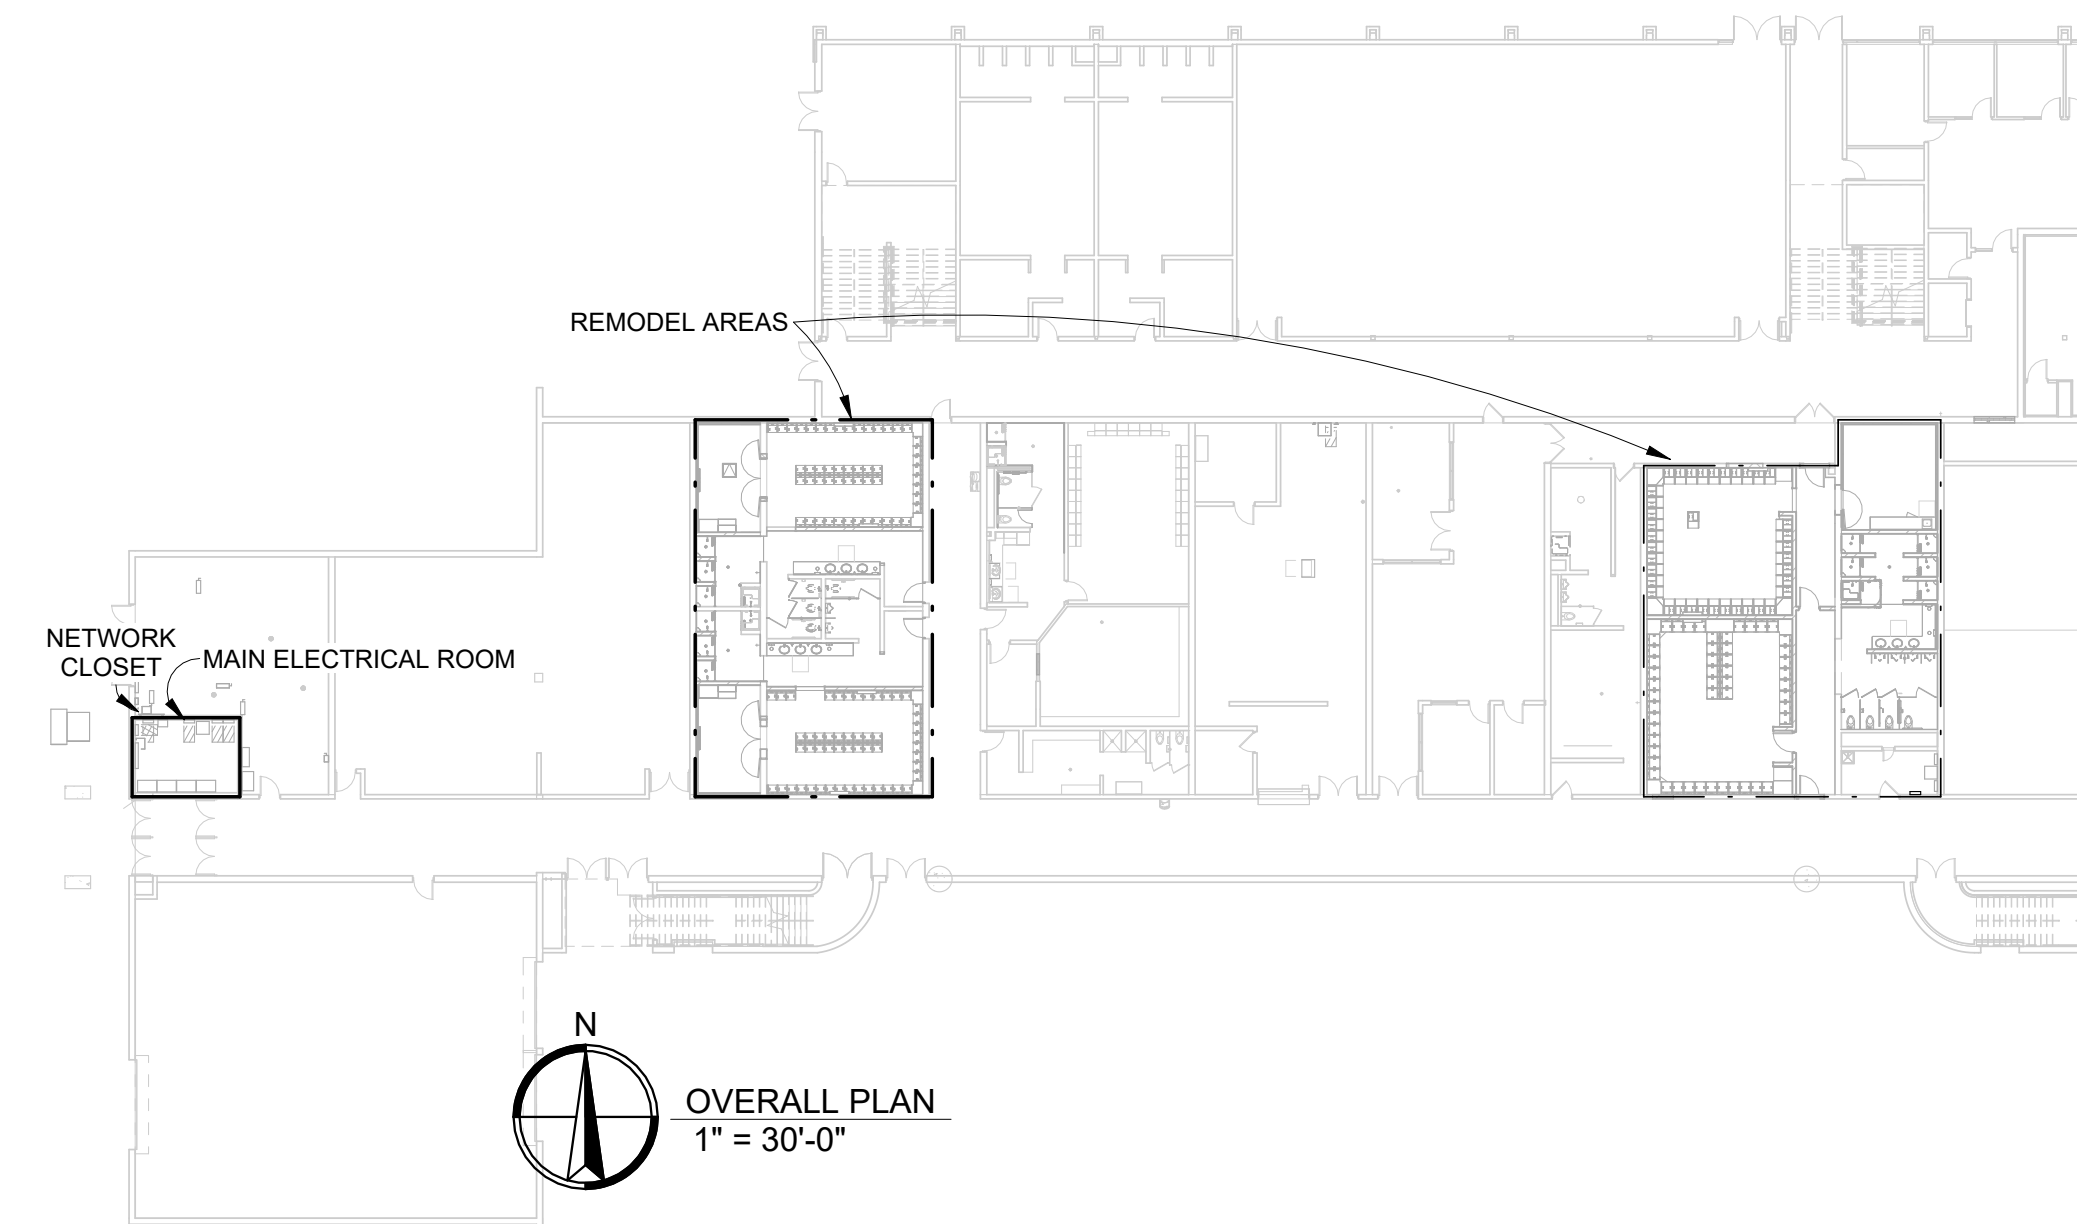 REMODEL AREAS
NETWORK
CLOSET
MAIN ELECTRICAL ROOM
N
OVERALL PLAN
1" = 30'-0"